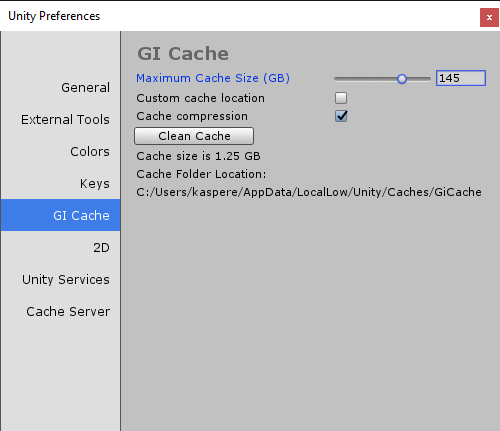 Unity Preferences
x
General
External Tools
Colors
Keys
GI Cache
2D
Unity Services
Cache Server
GI Cache
Maximum Cache Size (GB) 145
Custom cache location
Cache compression
Clean Cache
Cache size is 1.25 GB
Cache Folder Location:
C:/Users/kaspere/AppData/LocalLow/Unity/Caches/GiCache